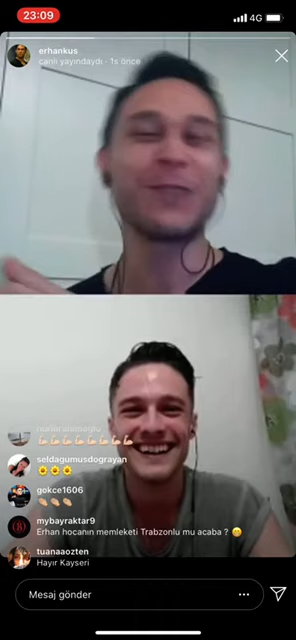 23:09
4G
erhankus
canlı yayındaydı · 1s önce
seldagumusdograyan
gokce1606
mybayraktar9
Erhan hocanın memleketi Trabzonlu mu acaba ? 😁
tuanaozten
Hayır Kayseri
Mesaj gönder